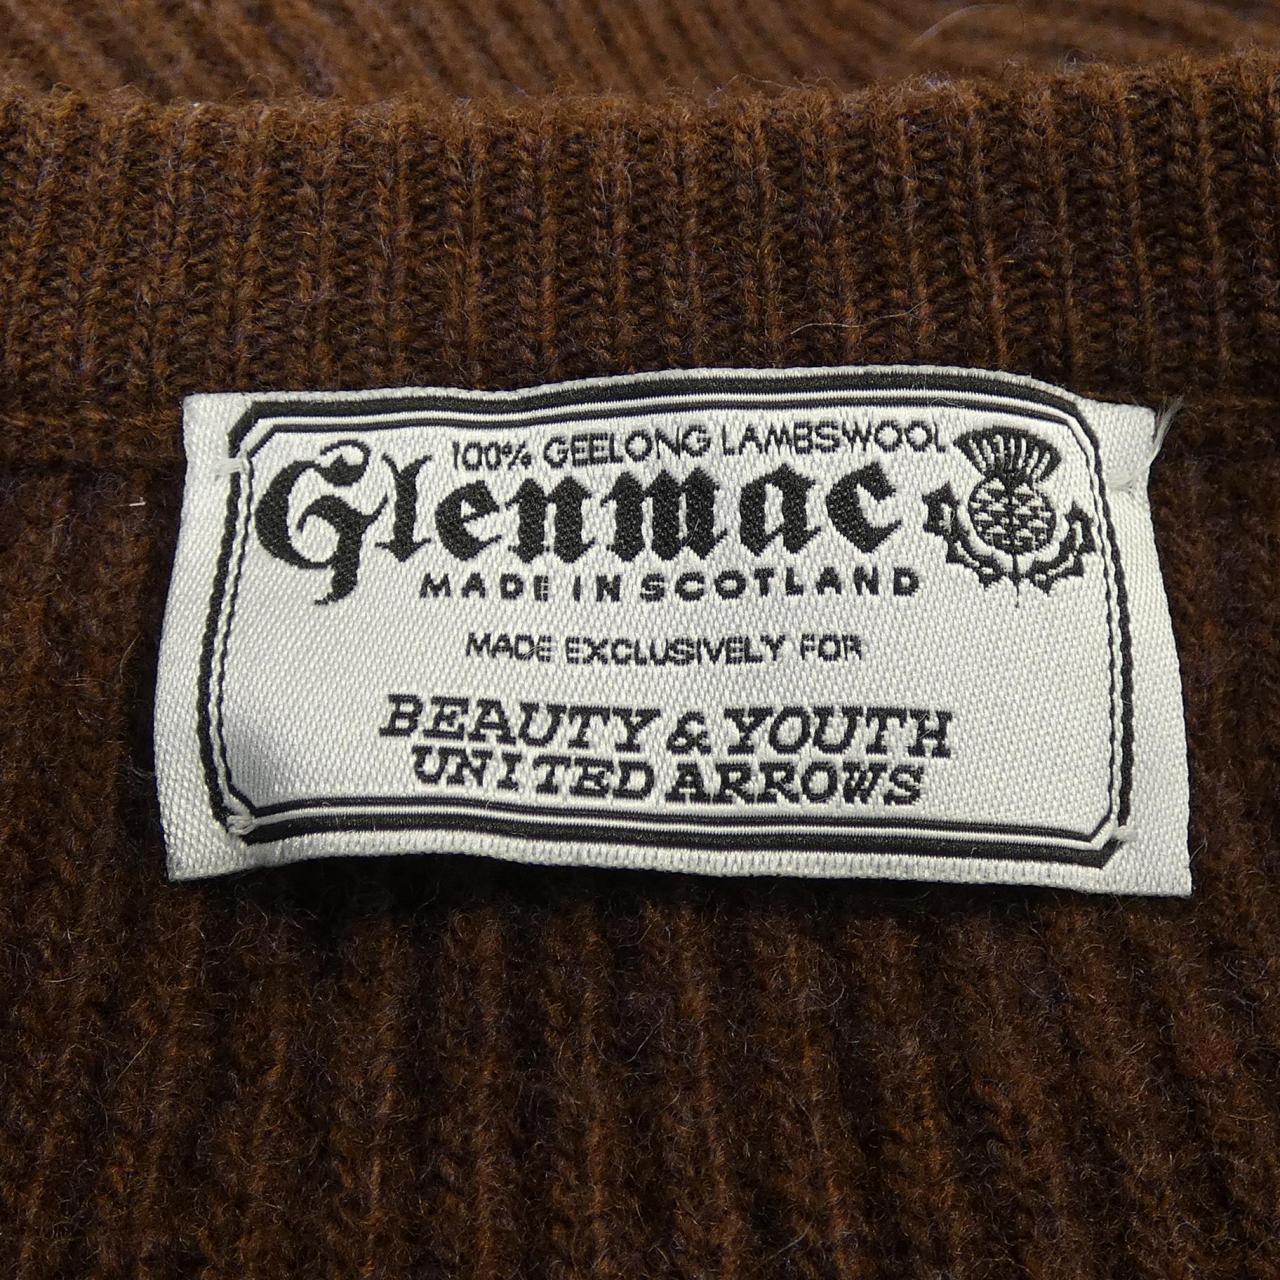 100% GEELONG LAMBSWOOL
Glenmac
MADE IN SCOTLAND
MADE EXCLUSIVELY FOR
BEAUTY & YOUTH
UNITED ARROWS